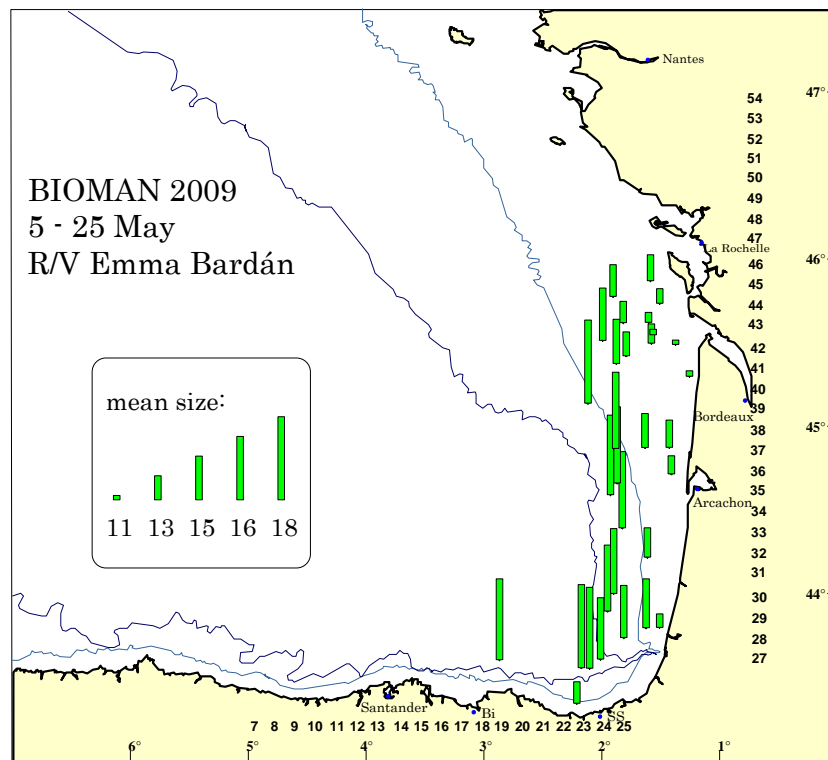 Nantes
47°
54
53
52
51
50
49
48
47
La Rochelle
46°
46
45
44
43
42
41
40
39
Bordeaux
45°
38
37
36
35
Arcachon
34
33
32
31
44°
30
29
28
27
BIOMAN 2009
5 - 25 May
R/V Emma Bardán
mean size:
11 13 15 16 18
Santander
Bi
SS
7 8 9 10 11 12 13 14 15 16 17 18 19 20 21 22 23 24 25
6° 5° 4° 3° 2° 1°